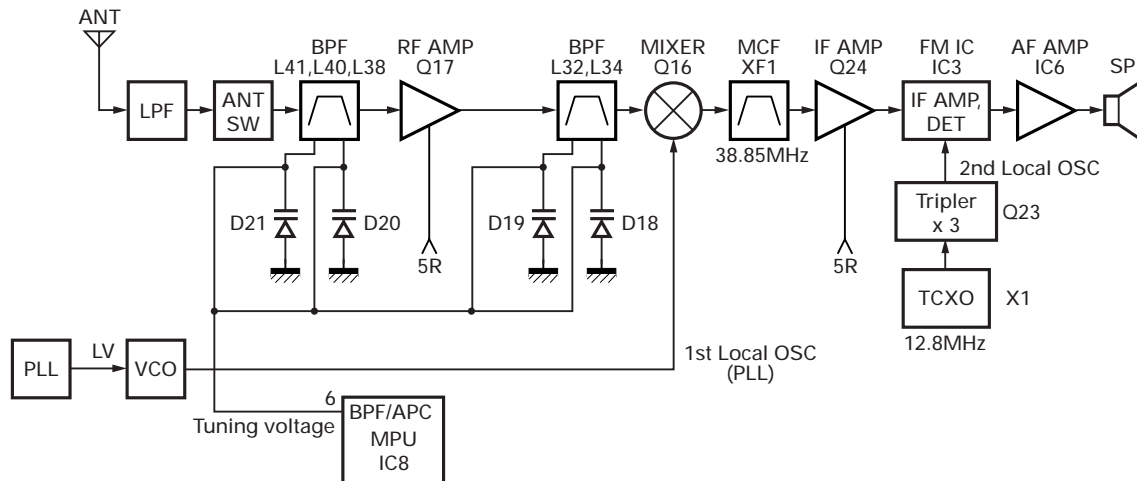 ANT
BPF
L41,L40,L38
RF AMP
Q17
BPF
L32,L34
MIXER
Q16
MCF
XF1
IF AMP
Q24
FM IC
IC3
AF AMP
IC6
SP
LPF
ANT
SW
IF AMP,
DET
38.85MHz
2nd Local OSC
D21
D20
D19
D18
Tripler
x 3
Q23
5R
5R
TCXO
X1
12.8MHz
PLL
LV
VCO
1st Local OSC
(PLL)
6
Tuning voltage
BPF/APC
MPU
IC8